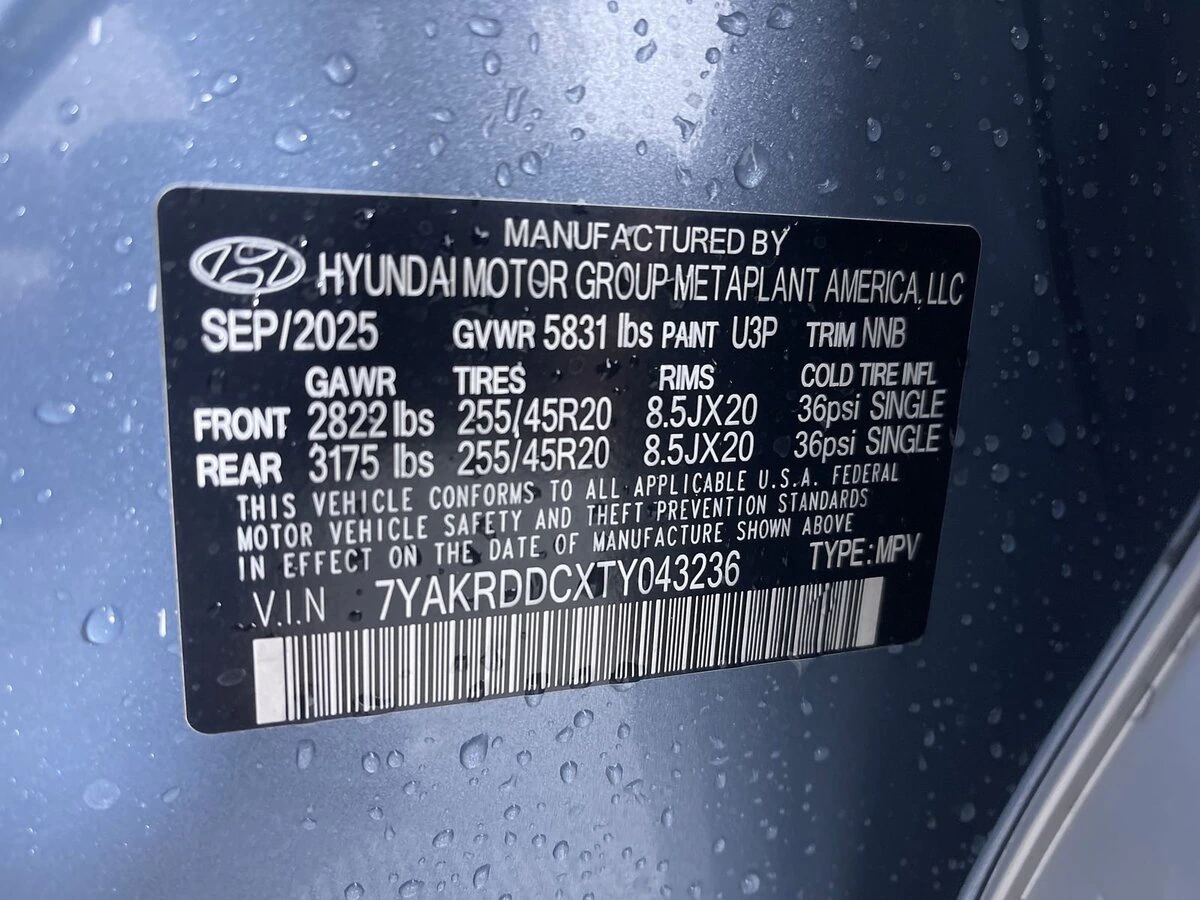 MANUFACTURED BY
HYUNDAI MOTOR GROUP METAPLANT AMERICA, LLC
SEP/2025 GVWR 5831 lbs PAINT U3P TRIM NNB
GAWR TIRES RIMS COLD TIRE INFL
FRONT 2822 lbs 255/45R20 8.5JX20 36psi SINGLE
REAR 3175 lbs 255/45R20 8.5JX20 36psi SINGLE
THIS VEHICLE CONFORMS TO ALL APPLICABLE U.S.A. FEDERAL
MOTOR VEHICLE SAFETY AND THEFT PREVENTION STANDARDS
IN EFFECT ON THE DATE OF MANUFACTURE SHOWN ABOVE
V.I.N 7YAKRDDCXTY043236 TYPE:MPV